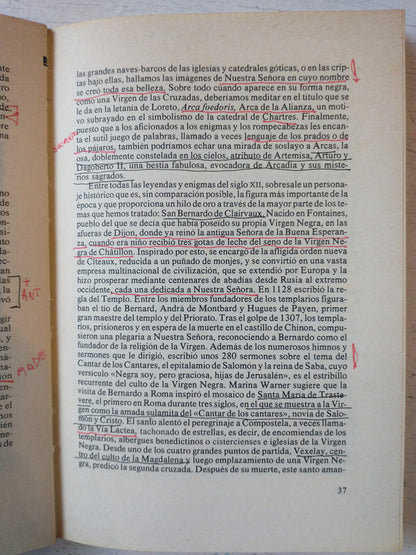 las grandes naves-barcos de las iglesias y catedrales góticas, o en las crip-
tas bajo ellas, hallamos las imágenes de Nuestra Señora en cuyo nombre
se creó toda esa belleza. Sobre todo cuando aparece en su forma negra,
como una Virgen de las Cruzadas, deberíamos meditar en el título que se
le da en la letanía de Loreto, Arca foedoris, Arca de la Alianza, un moti-
vo subrayado en el simbolismo de la catedral de Chartres. Finalmente,
puesto que a los aficionados a los enigmas y los rompecabezas les encanta
el sutil juego de palabras, llamado a veces lenguaje de los prados o de
los pájaros, también podríamos echar una mirada de soslayo a Arcas, la
osa, doblemente constelada en los cielos, atributo de Artemisa, Arturo y
Dagoberto II, una bestia fabulosa, evocadora de Arcadia y sus miste-
rios sagrados.
Entre todas las leyendas y enigmas del siglo XII, sobresale un personaje
histórico que es, sin comparación posible, la figura más importante de la
época y que proporciona un hilo de oro a través del laberinto de los temas
que hemos tratado: San Bernardo de Clairvaux. Nacido en Fontaines,
pueblo del que se decía que había poseído su propia Virgen Negra, en las
afueras de Dijon, donde ya reinó la antigua Señora de la Buena Esperan-
za, cuando era niño recibió tres gotas de leche del seno de la Virgen Ne-
gra de Châtillon. Inspirado por esto, se encargó de la afligida orden nueva
de Cîteaux, reducida a un puñado de monjes, y se convirtió en una vasta
empresa multinacional de civilización, que se extendió por Europa y la
hizo prosperar mediante centenares de abadías desde Rusia al extremo
occidente, cada una dedicada a Nuestra Señora. En 1128 escribió la re-
gla del Temple. Entre los miembros fundadores de los templarios figura-
ban el tío de Bernard, André de Montbard y Hugues de Payen, primer
gran maestre del temple y del Priorato. Tras el golpe de 1307, los templa-
rios, prisioneros y en espera de la muerte en el castillo de Chinon, compu-
sieron una plegaria a Nuestra Señora, reconociendo a Bernardo como el
fundador de la religión de la Virgen. Además de los numerosos himnos y
sermones que le dirigió, escribió unos 280 sermones sobre el tema del
Cantar de los Cantares, el epitalamio de Salomón y la reina de Saba, cuyo
versículo «Negra soy, pero graciosa, hijas de Jerusalén», es el estribillo
recurrente del culto de la Virgen Negra. Marina Warner sugiere que la
visita de Bernardo a Roma inspiró el mosaico de Santa Maria de Traste-
vere, el primero en Roma durante tres siglos, en el que se muestra a la Vir-
gen como la amada sulamita del «Cantar de los cantares», novia de Salo-
món y Cristo. El santo alentó el peregrinaje a Compostela, a veces llama-
do la Vía Láctea, tachonado de estrellas, es decir, de encomiendas de los
templarios, albergues benedictinos o cistercienses e iglesias de la Virgen
Negra. Desde uno de los cuatro grandes puntos de partida, Vézelay, cen-
tro del culto de la Magdalena y luego emplazamiento de una Virgen Ne-
gra, predicó la segunda cruzada. Después de su muerte, este santo aman-
37
+
ANT
MADRE